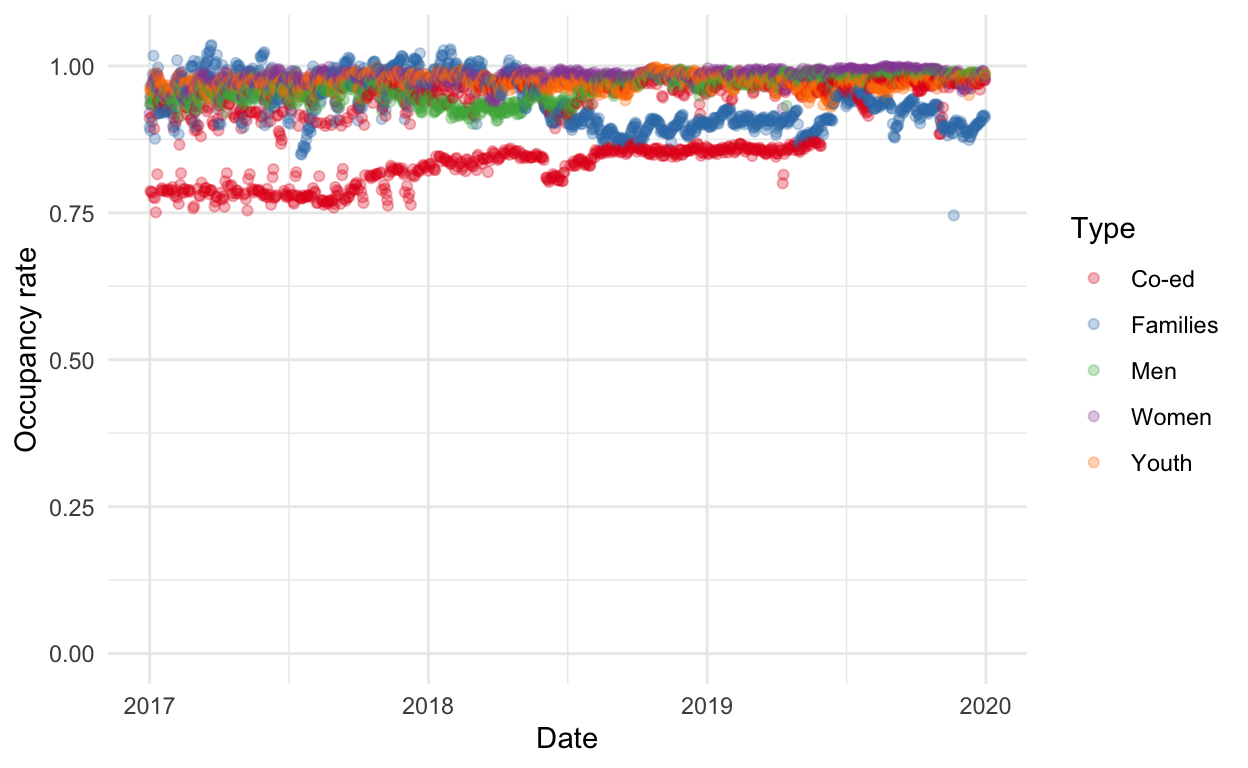 1.00
0.75
0.50
0.25
0.00
Occupancy rate
2017
2018
2019
2020
Date
Type
Co-ed
Families
Men
Women
Youth